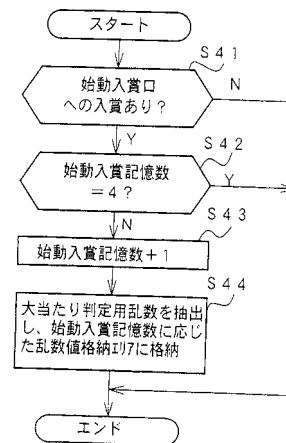 スタート
S41
始動入賞口
への入賞あり？
N
Y
S42
始動入賞記憶数
＝4？
Y
N
S43
始動入賞記憶数＋1
S44
大当たり判定用乱数を抽出
し、始動入賞記憶数に応じ
た乱数値格納エリアに格納
エンド